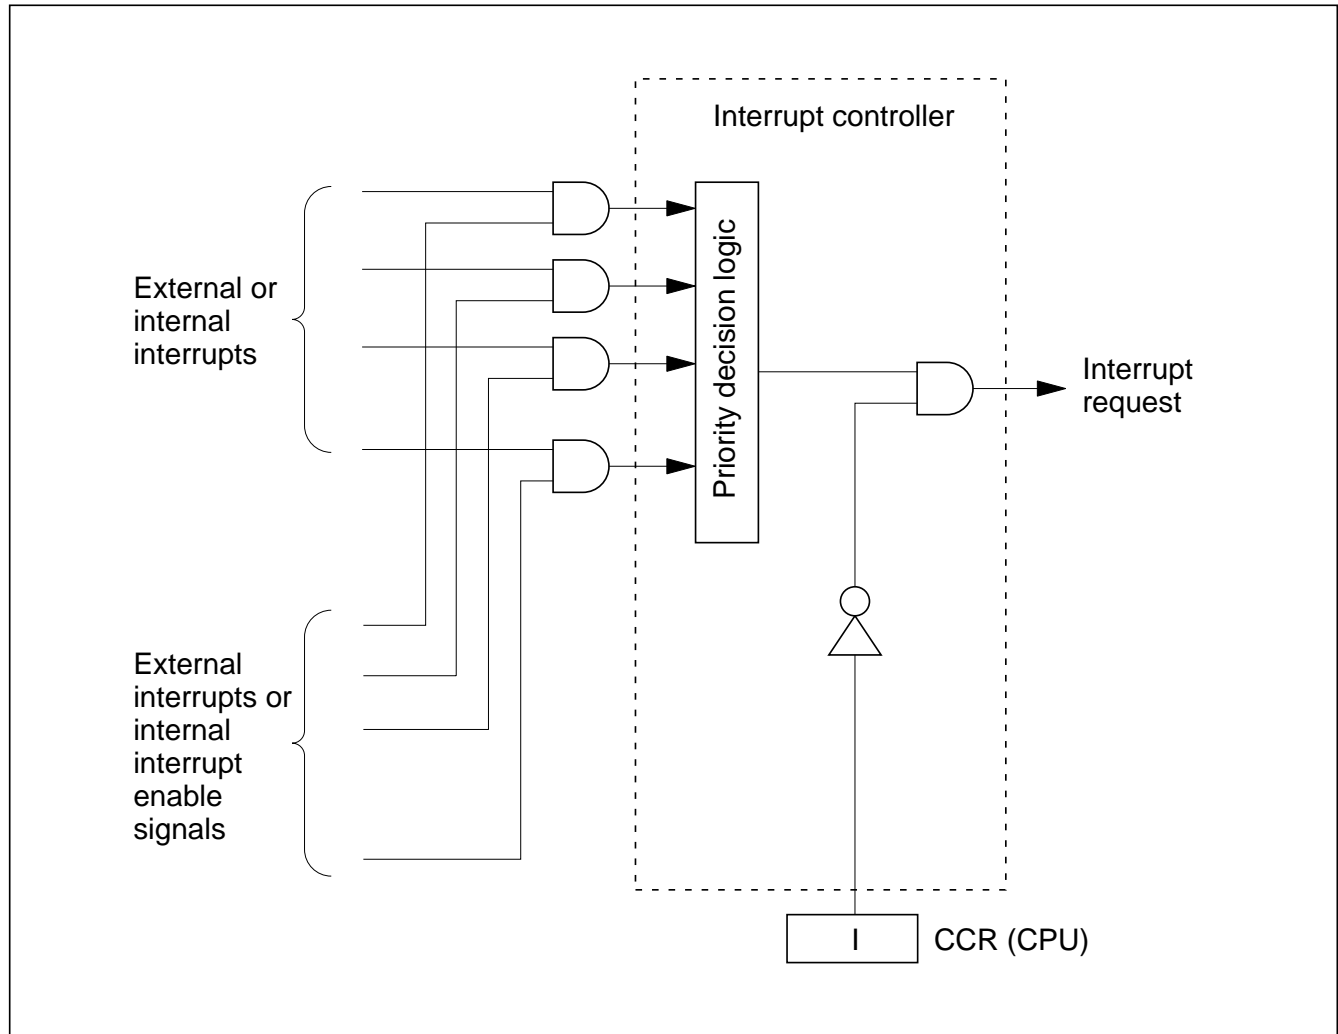 Interrupt controller
External or
internal
interrupts
Priority decision logic
Interrupt
request
External
interrupts or
internal
interrupt
enable
signals
I
CCR (CPU)